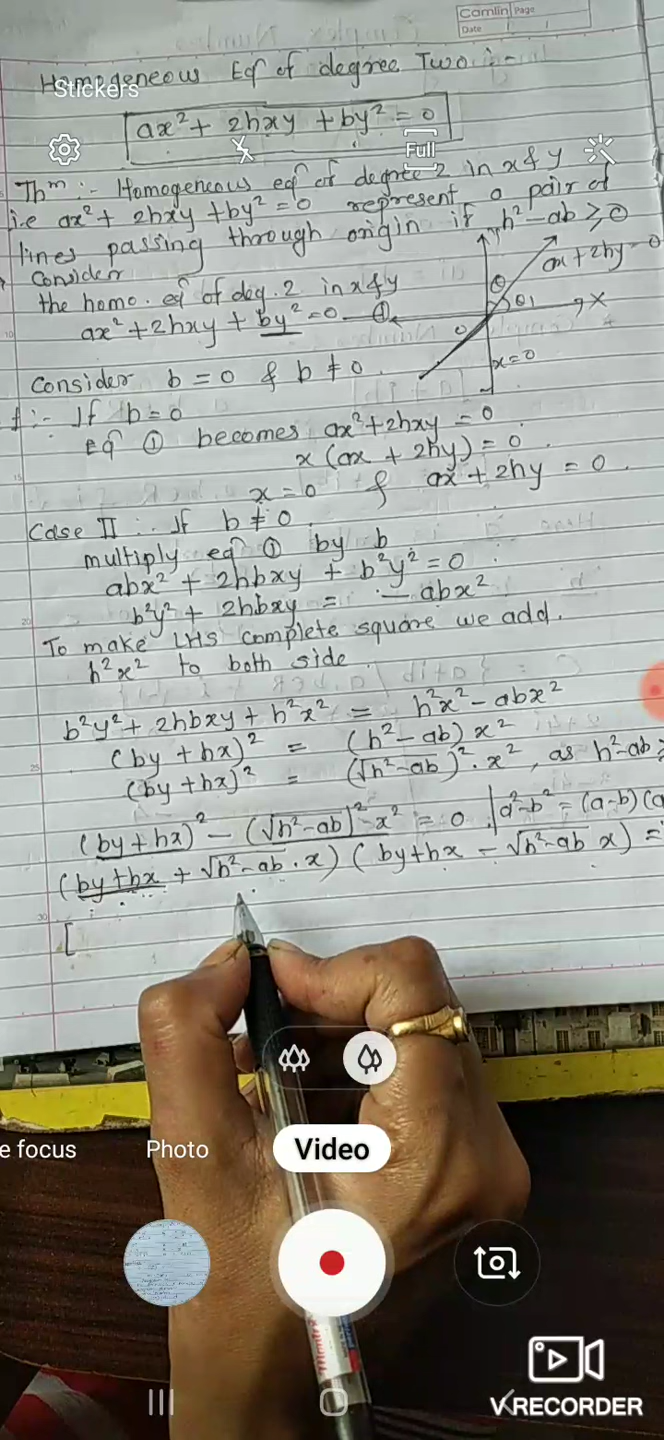 Camlin Page
Date
Homogeneous Eqn of degree Two :-
Stickers
ax² + 2hxy + by² = 0
Full
Thm :- Homogeneous eqn of degree 2 in x & y
i.e ax² + 2hxy + by² = 0 represent a pair of
lines passing through origin if h² - ab ≥ 0
Consider
the homo. eqn of deg. 2 in x & y
ax² + 2hxy + by² = 0 - ①
ax + 2hy = 0
θ
θ1
X
0
x = 0
Consider b = 0 & b ≠ 0.
If b = 0
eqn ① becomes ax² + 2hxy = 0
x (ax + 2hy) = 0
x = 0 & ax + 2hy = 0.
Case II : If b ≠ 0.
multiply eqn ① by b
abx² + 2hbxy + b²y² = 0
b²y² + 2hbxy = - abx²
To make LHS complete square we add.
h²x² to both side.
b²y² + 2hbxy + h²x² = h²x² - abx²
(by + hx)² = (h² - ab) x²
(by + hx)² = (√h² - ab)² · x², as h² - ab ≥
(by + hx)² - (√h² - ab)² x² = 0 | a² - b² = (a - b) (a
(by + hx + √h² - ab · x) (by + hx - √h² - ab x) =
[
e focus
Photo
Video
VRECORDER